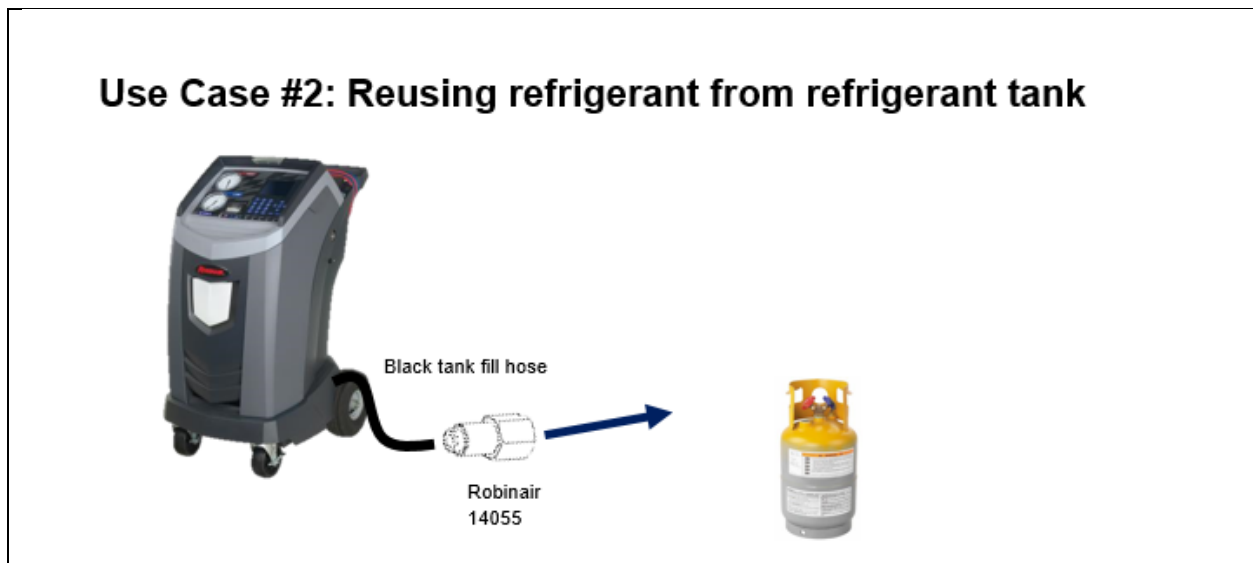 Use Case #2: Reusing refrigerant from refrigerant tank
Black tank fill hose
Robinair
14055